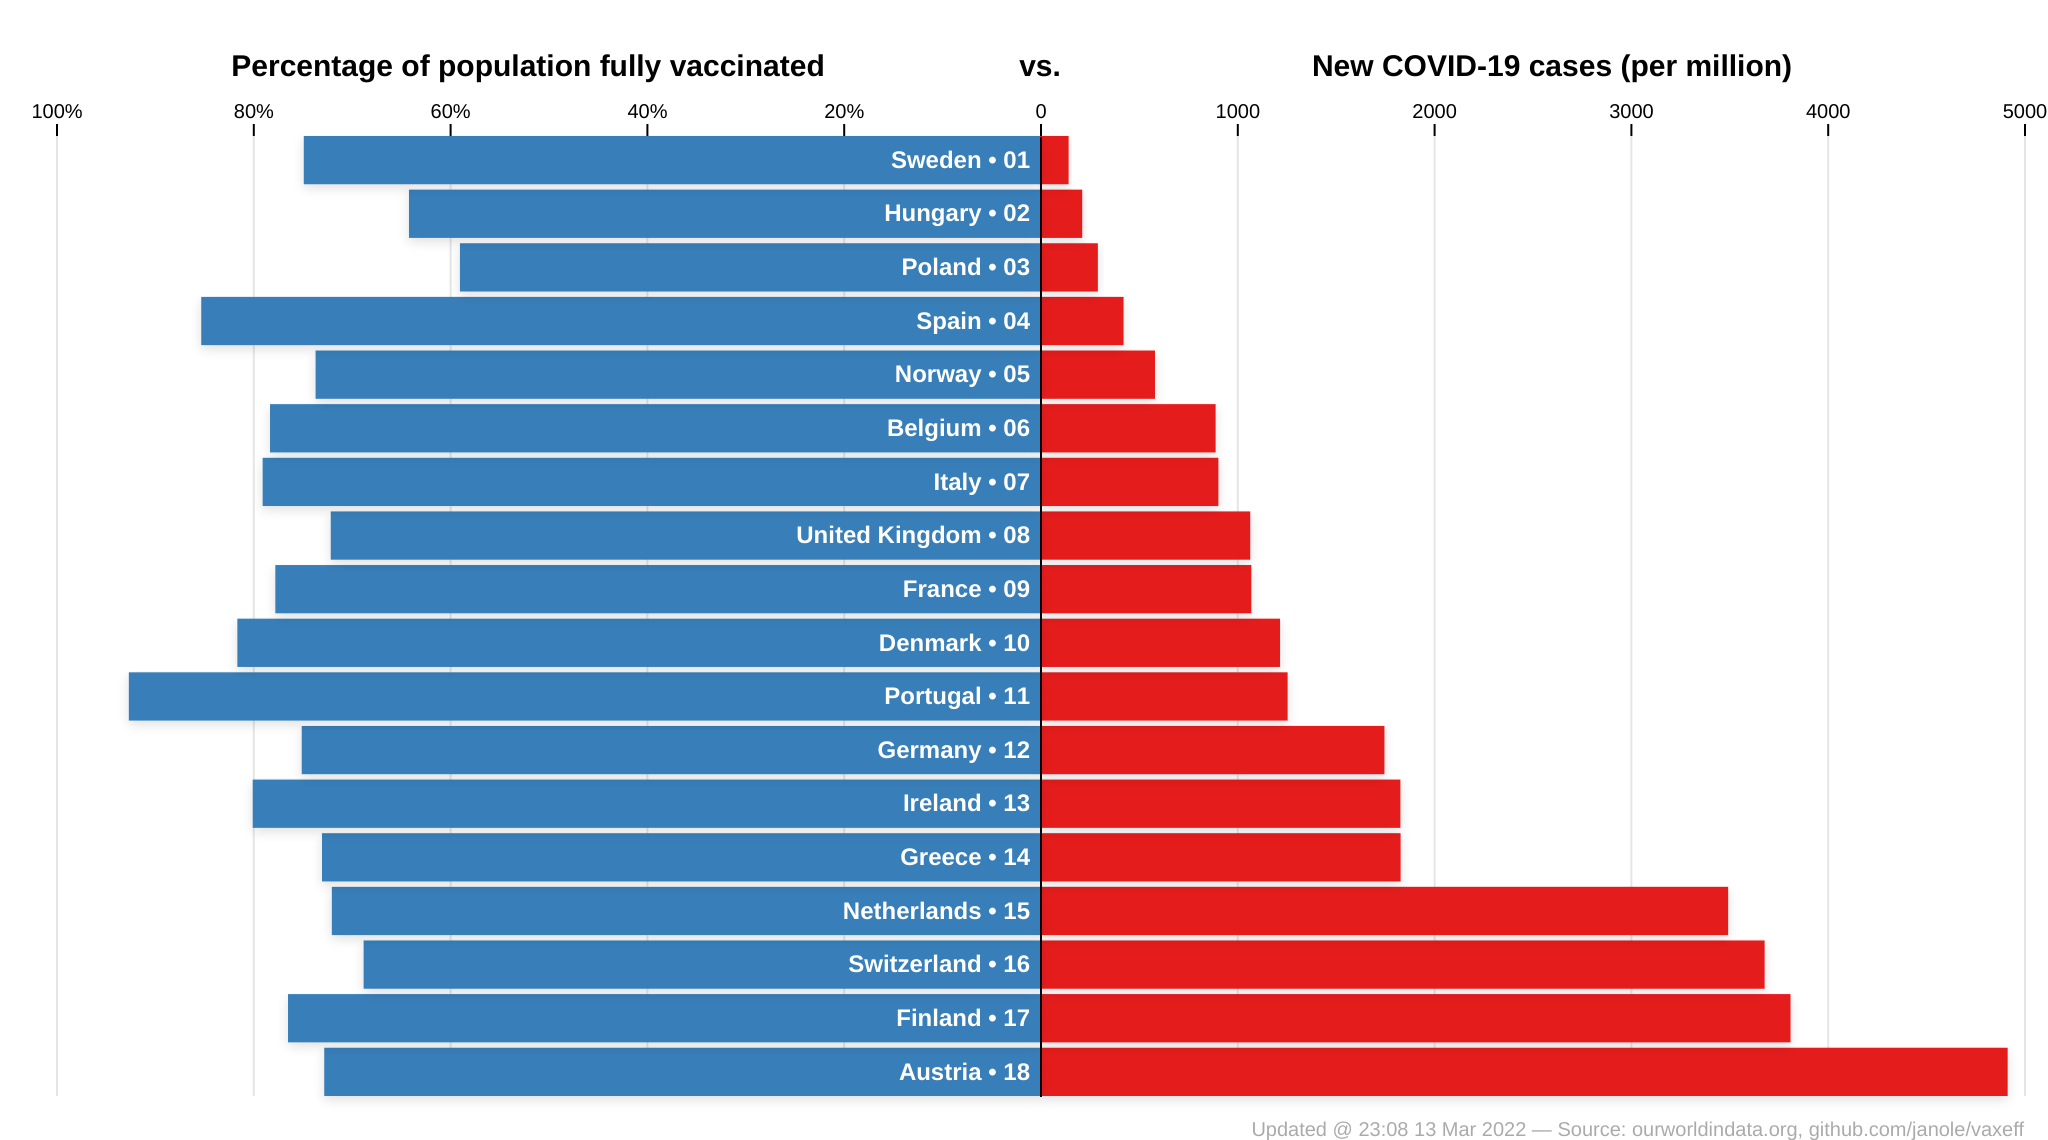 Percentage of population fully vaccinated vs. New COVID-19 cases (per million)
100% 80% 60% 40% 20% 0 1000 2000 3000 4000 5000
Sweden • 01
Hungary • 02
Poland • 03
Spain • 04
Norway • 05
Belgium • 06
Italy • 07
United Kingdom • 08
France • 09
Denmark • 10
Portugal • 11
Germany • 12
Ireland • 13
Greece • 14
Netherlands • 15
Switzerland • 16
Finland • 17
Austria • 18
Updated @ 23:08 13 Mar 2022 — Source: ourworldindata.org, github.com/janole/vaxeff